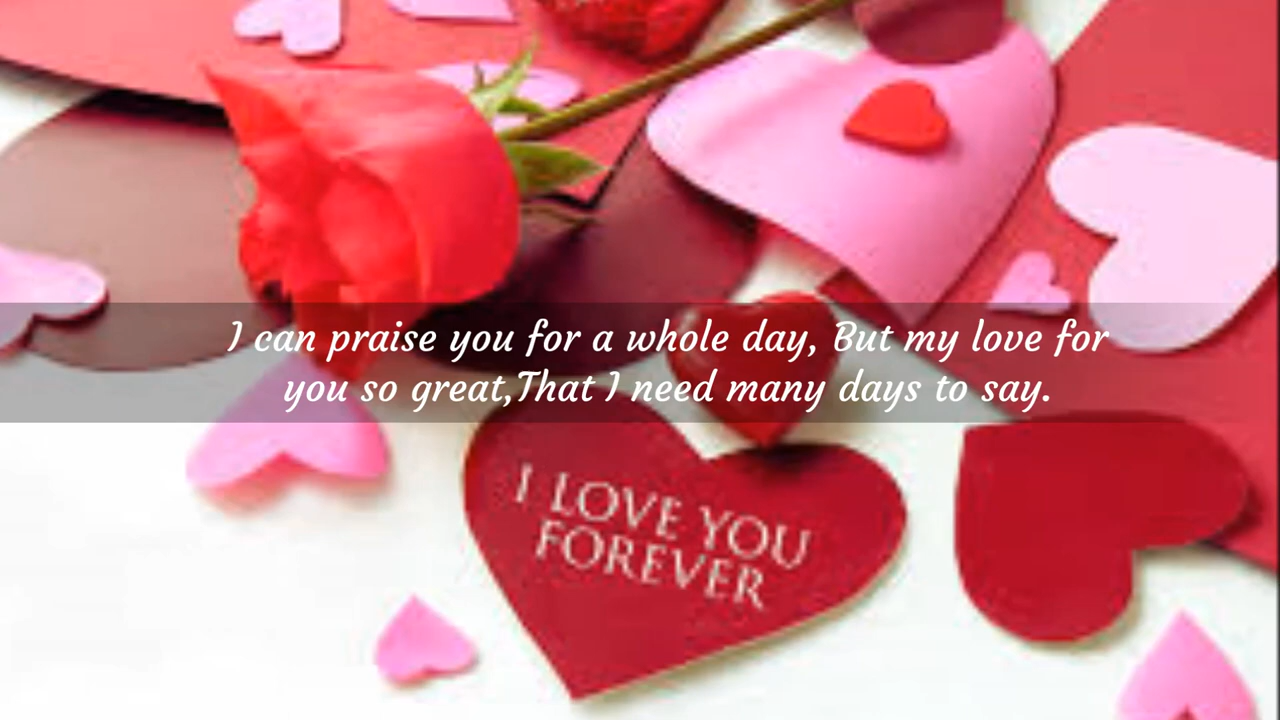 I can praise you for a whole day, But my love for
you so great,That I need many days to say.
I LOVE YOU
FOREVER